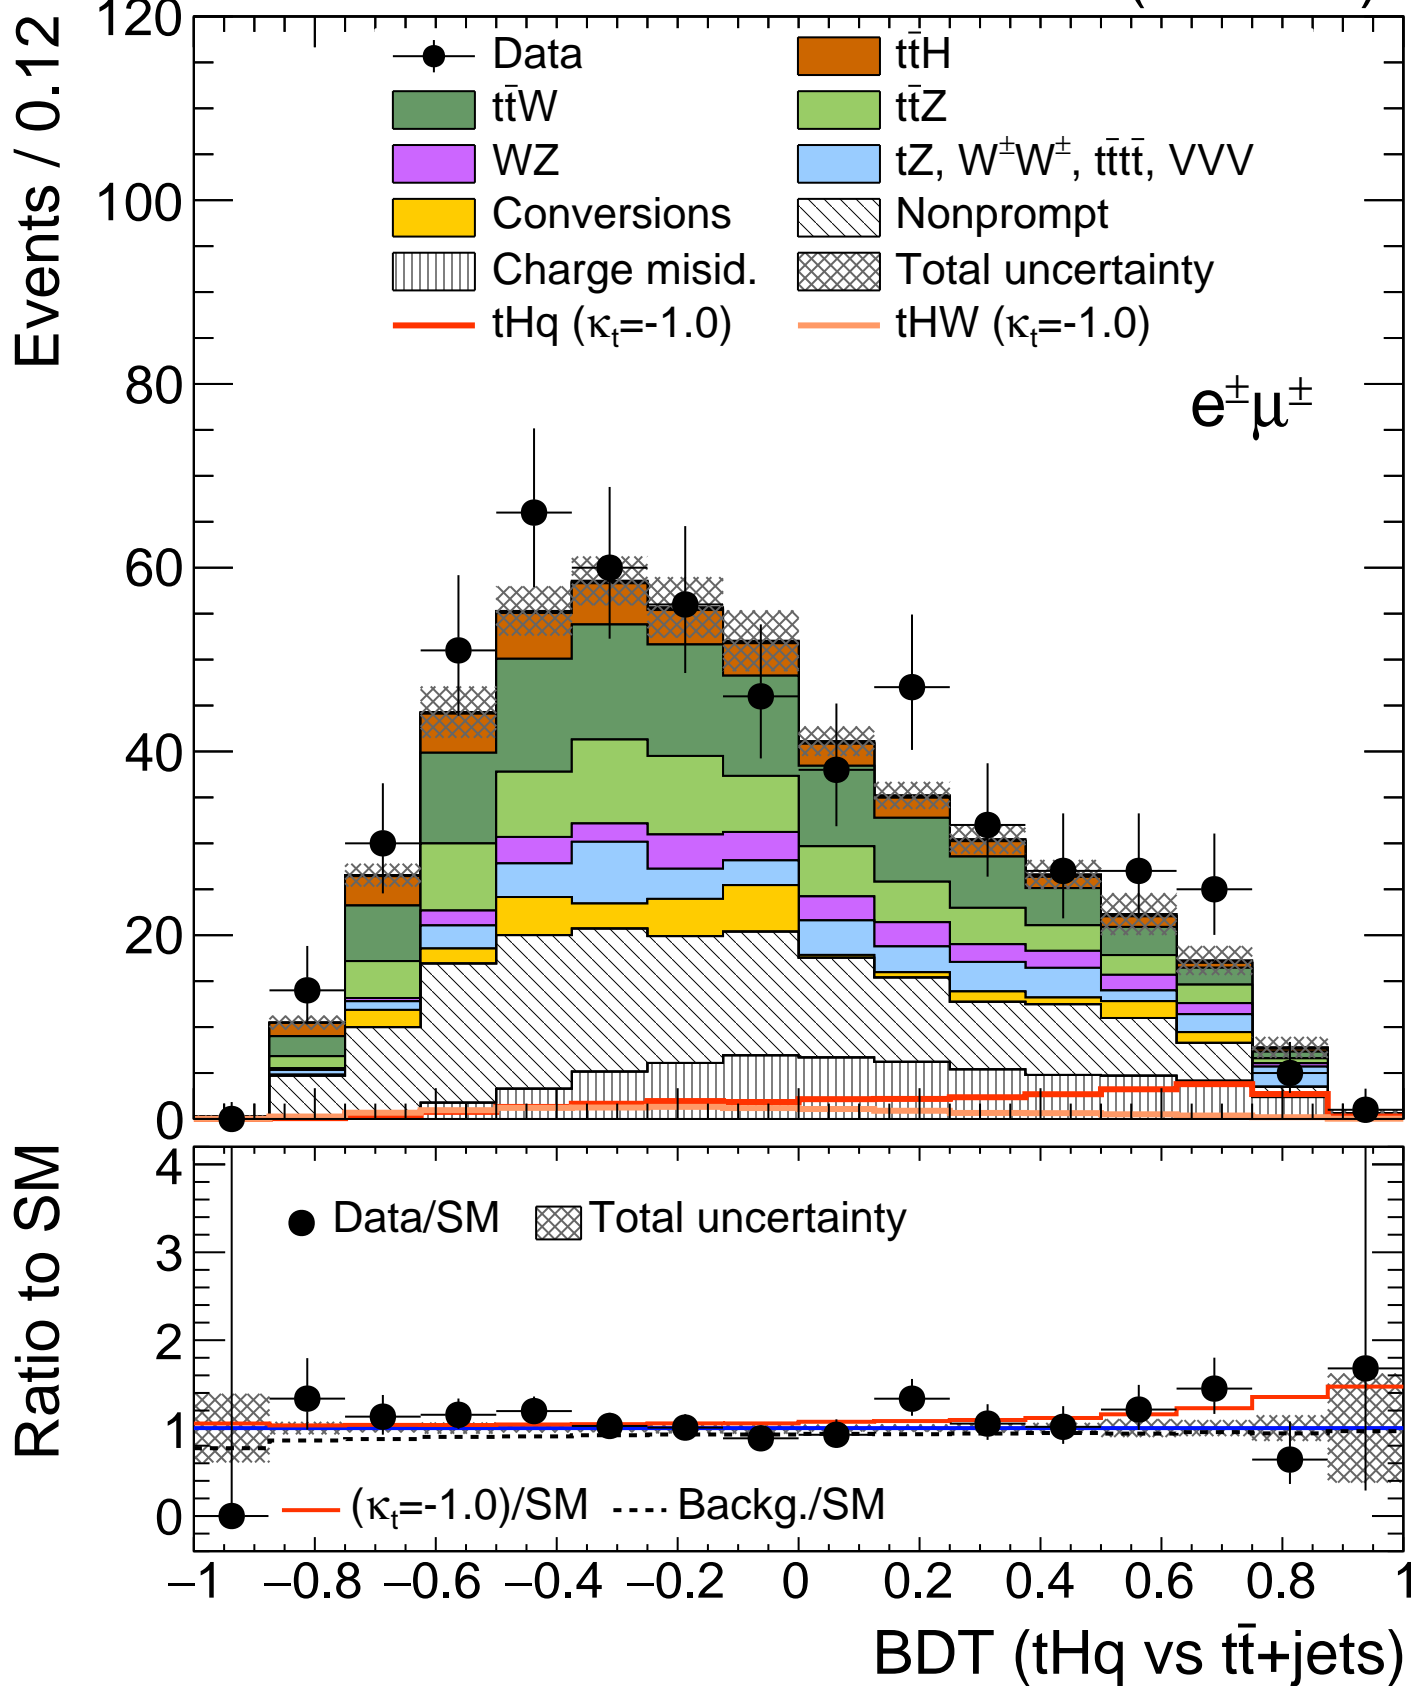 120
100
80
60
40
20
0
Events / 0.12
Data
tt̄H
tt̄W
tt̄Z
WZ
tZ, W±W±, tt̄tt̄, VVV
Conversions
Nonprompt
Charge misid.
Total uncertainty
tHq (κt=-1.0)
tHW (κt=-1.0)
e±μ±
4
3
2
1
0
Ratio to SM
Data/SM
Total uncertainty
(κt=-1.0)/SM
Backg./SM
−1 −0.8 −0.6 −0.4 −0.2 0 0.2 0.4 0.6 0.8 1
BDT (tHq vs tt̄+jets)